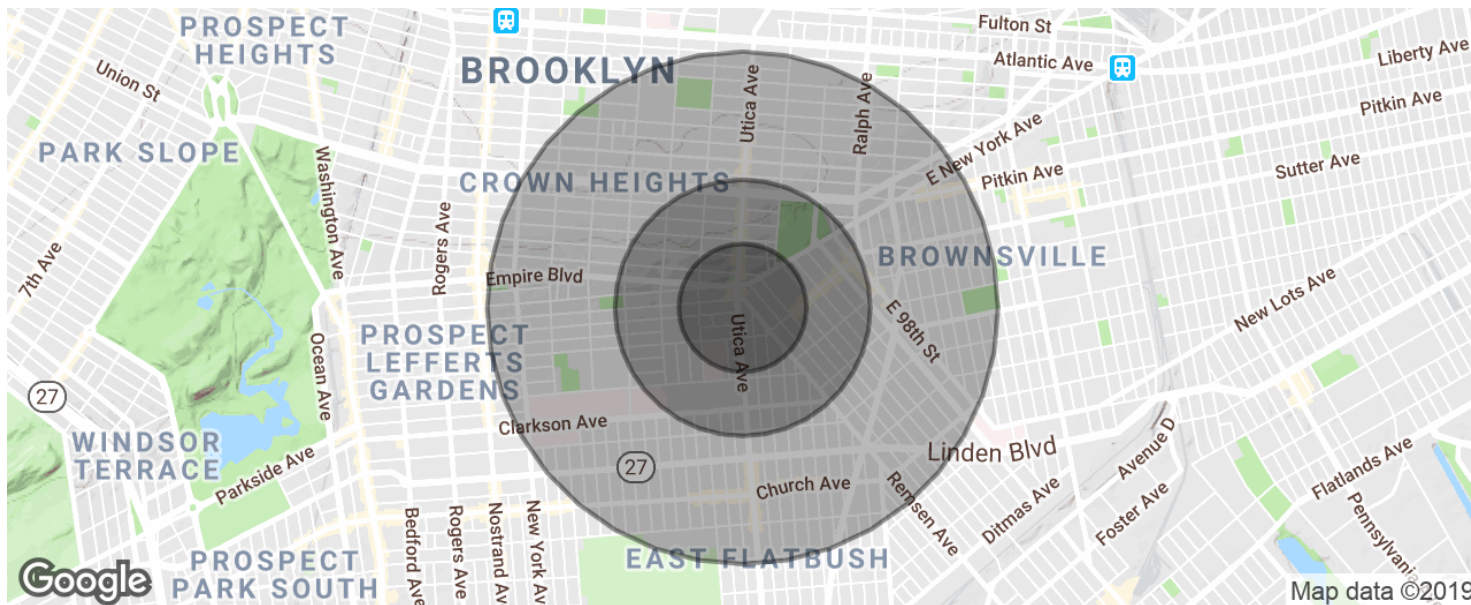 PROSPECT
HEIGHTS
Fulton St
Atlantic Ave
Liberty Ave
BROOKLYN
Union St
Utica Ave
Ralph Ave
Pitkin Ave
E New York Ave
PARK SLOPE
Washington Ave
CROWN HEIGHTS
Pitkin Ave
Sutter Ave
7th Ave
Rogers Ave
Empire Blvd
BROWNSVILLE
New Lots Ave
PROSPECT
LEFFERTS
GARDENS
Ocean Ave
Utica Ave
E 98th St
27
Clarkson Ave
WINDSOR
TERRACE
Parkside Ave
27
Linden Blvd
Avenue D
Church Ave
Remsen Ave
Ditmas Ave
Foster Ave
Flatlands Ave
Pennsylvania
Bedford Ave
Rogers Ave
Nostrand Av
New York Av
EAST FLATBUSH
PROSPECT
PARK SOUTH
Google
Map data ©2019